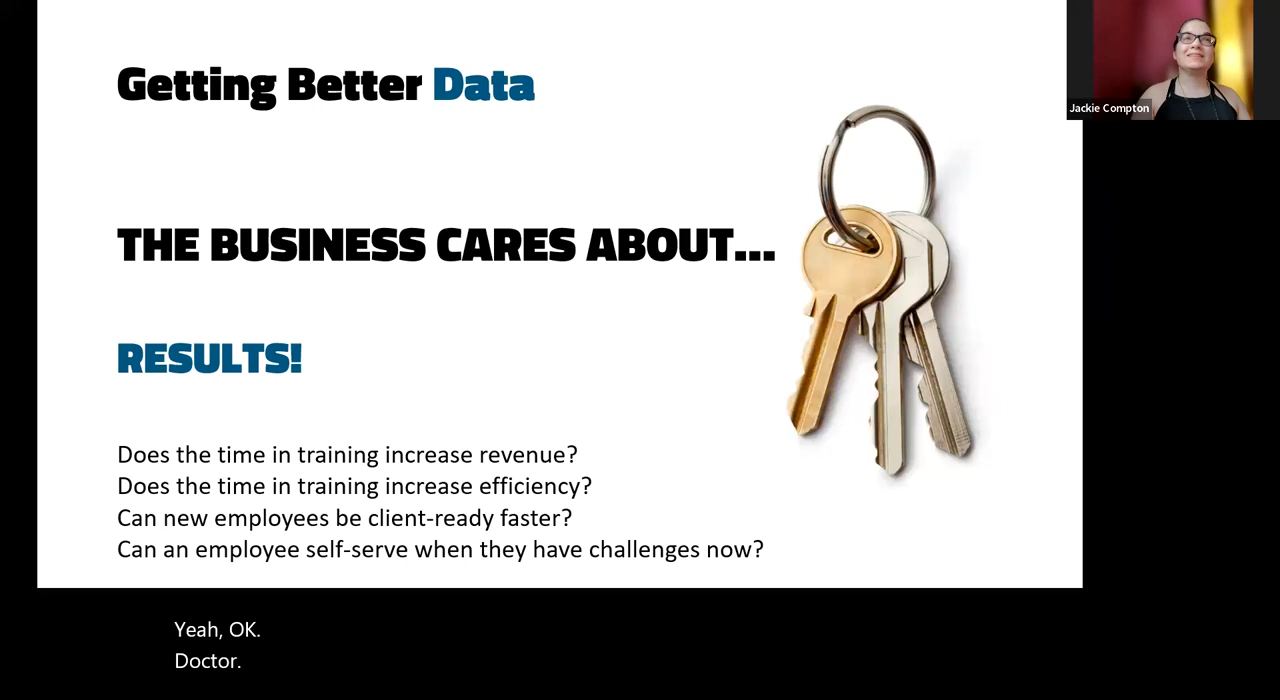 Getting Better Data
Jackie Compton
THE BUSINESS CARES ABOUT...
RESULTS!
Does the time in training increase revenue?
Does the time in training increase efficiency?
Can new employees be client-ready faster?
Can an employee self-serve when they have challenges now?
Yeah, OK.
Doctor.